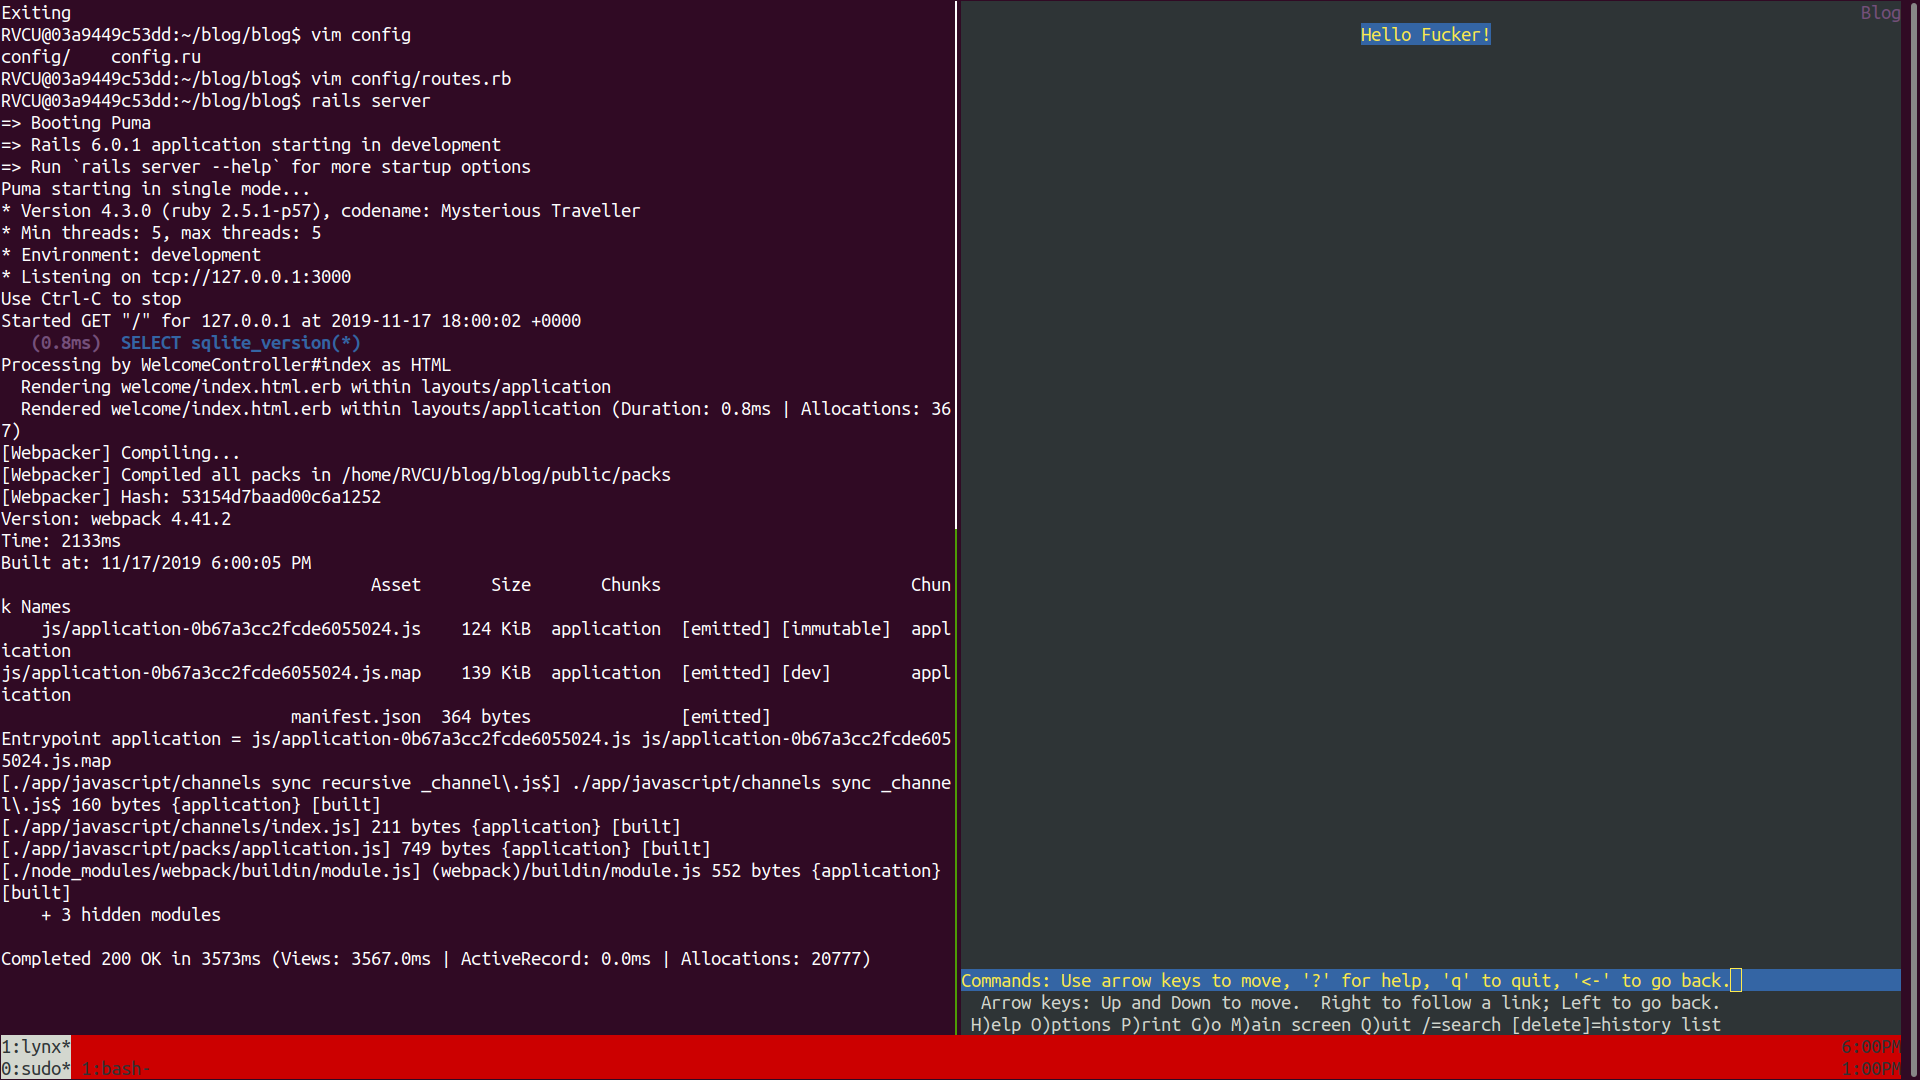 Exiting
RVCU@03a9449c53dd:~/blog/blog$ vim config
config/    config.ru
RVCU@03a9449c53dd:~/blog/blog$ vim config/routes.rb
RVCU@03a9449c53dd:~/blog/blog$ rails server
=> Booting Puma
=> Rails 6.0.1 application starting in development
=> Run `rails server --help` for more startup options
Puma starting in single mode...
* Version 4.3.0 (ruby 2.5.1-p57), codename: Mysterious Traveller
* Min threads: 5, max threads: 5
* Environment: development
* Listening on tcp://127.0.0.1:3000
Use Ctrl-C to stop
Started GET "/" for 127.0.0.1 at 2019-11-17 18:00:02 +0000
   (0.8ms)  SELECT sqlite_version(*)
Processing by WelcomeController#index as HTML
  Rendering welcome/index.html.erb within layouts/application
  Rendered welcome/index.html.erb within layouts/application (Duration: 0.8ms | Allocations: 36
7)
[Webpacker] Compiling...
[Webpacker] Compiled all packs in /home/RVCU/blog/blog/public/packs
[Webpacker] Hash: 53154d7baad00c6a1252
Version: webpack 4.41.2
Time: 2133ms
Built at: 11/17/2019 6:00:05 PM
                                     Asset       Size       Chunks                         Chun
k Names
    js/application-0b67a3cc2fcde6055024.js    124 KiB  application  [emitted] [immutable]  appl
ication
js/application-0b67a3cc2fcde6055024.js.map    139 KiB  application  [emitted] [dev]        appl
ication
                             manifest.json  364 bytes               [emitted]
Entrypoint application = js/application-0b67a3cc2fcde6055024.js js/application-0b67a3cc2fcde605
5024.js.map
[./app/javascript/channels sync recursive _channel\.js$] ./app/javascript/channels sync _channe
l\.js$ 160 bytes {application} [built]
[./app/javascript/channels/index.js] 211 bytes {application} [built]
[./app/javascript/packs/application.js] 749 bytes {application} [built]
[./node_modules/webpack/buildin/module.js] (webpack)/buildin/module.js 552 bytes {application}
[built]
    + 3 hidden modules
Completed 200 OK in 3573ms (Views: 3567.0ms | ActiveRecord: 0.0ms | Allocations: 20777)
Blog
Hello Fucker!
Commands: Use arrow keys to move, '?' for help, 'q' to quit, '<-' to go back.
  Arrow keys: Up and Down to move.  Right to follow a link; Left to go back.
 H)elp O)ptions P)rint G)o M)ain screen Q)uit /=search [delete]=history list
1:lynx* 6:00PM
0:sudo* 1:bash- 1:00PM